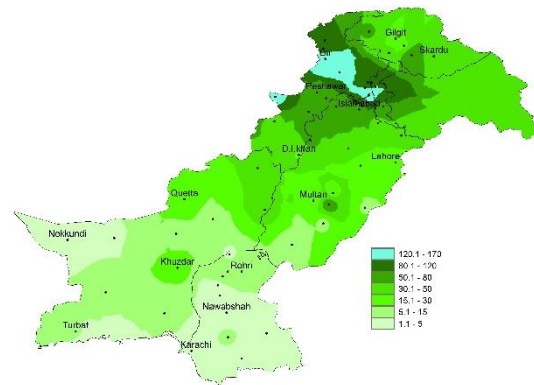 Gilgit
Dir
Skardu
Peshawar
Islamabad
D.I.khan
Lahore
Quetta
Multan
Nokkundi
Khuzdar
Rohri
Nawabshah
Turbat
Karachi
120.1 - 170
80.1 - 120
50.1 - 80
30.1 - 50
15.1 - 30
5.1 - 15
1.1 - 5